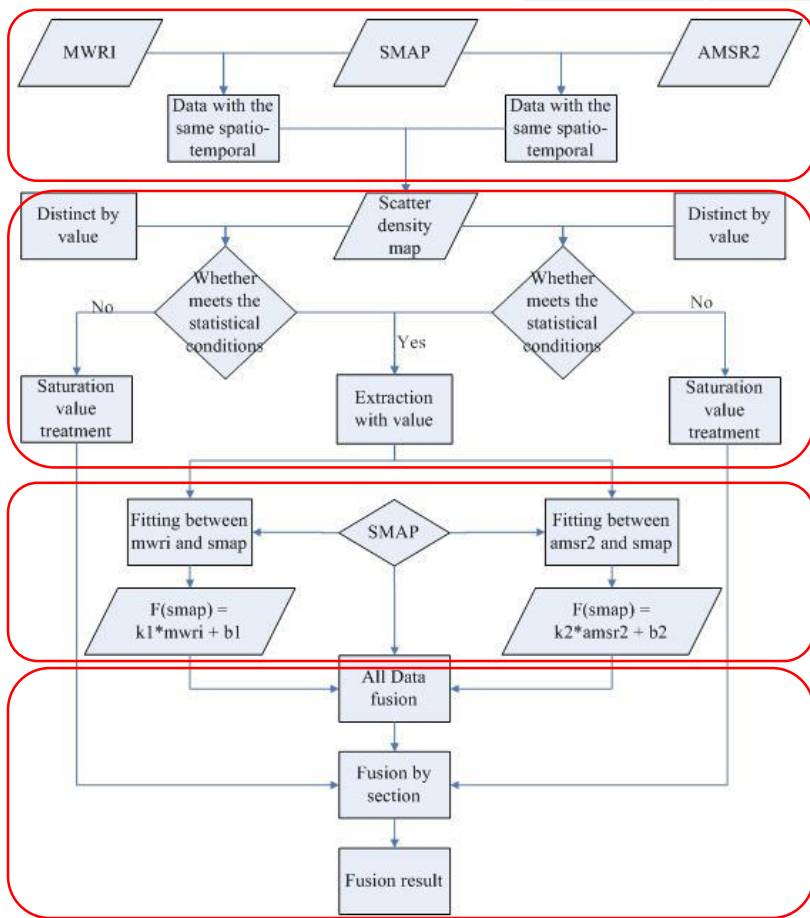 MWRI
SMAP
AMSR2
Data with the
same spatio-
temporal
Data with the
same spatio-
temporal
Distinct by
value
Scatter
density
map
Distinct by
value
Whether
meets the
statistical
conditions
Whether
meets the
statistical
conditions
No
Yes
No
Saturation
value
treatment
Extraction
with value
Saturation
value
treatment
Fitting between
mwri and smap
SMAP
Fitting between
amsr2 and smap
F(smap) =
k1*mwri + b1
F(smap) =
k2*amsr2 + b2
All Data
fusion
Fusion by
section
Fusion result